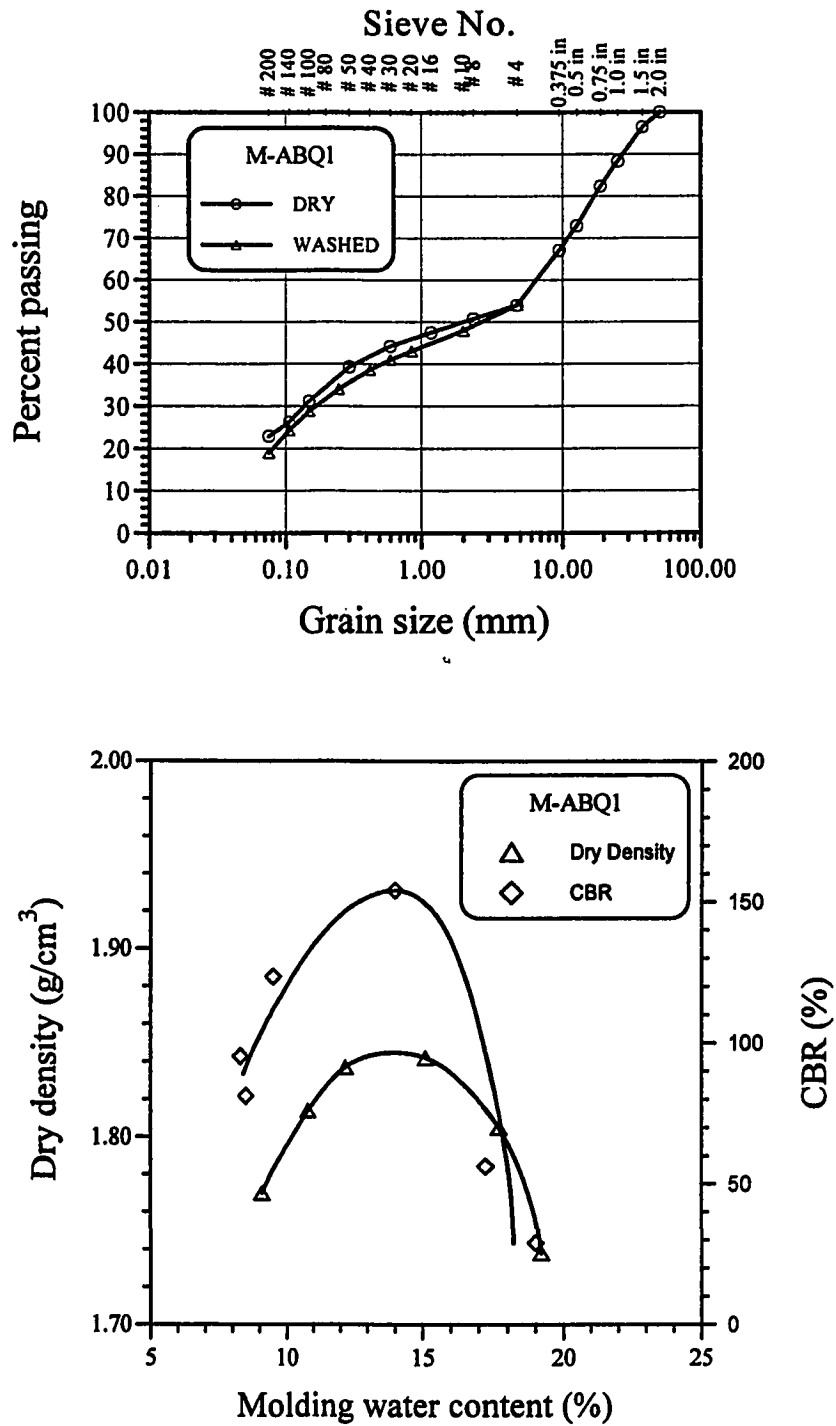 Sieve No.
# 200
# 140
# 100
# 80
# 50
# 40
# 30
# 20
# 16
# 10
# 8
# 4
0.375 in
0.5 in
0.75 in
1.0 in
1.5 in
2.0 in
Percent passing
100
90
80
70
60
50
40
30
20
10
0
M-ABQ1
DRY
WASHED
0.01
0.10
1.00
10.00
100.00
Grain size (mm)
Dry density (g/cm³)
2.00
1.90
1.80
1.70
M-ABQ1
Dry Density
CBR
200
150
100
50
0
CBR (%)
5
10
15
20
25
Molding water content (%)